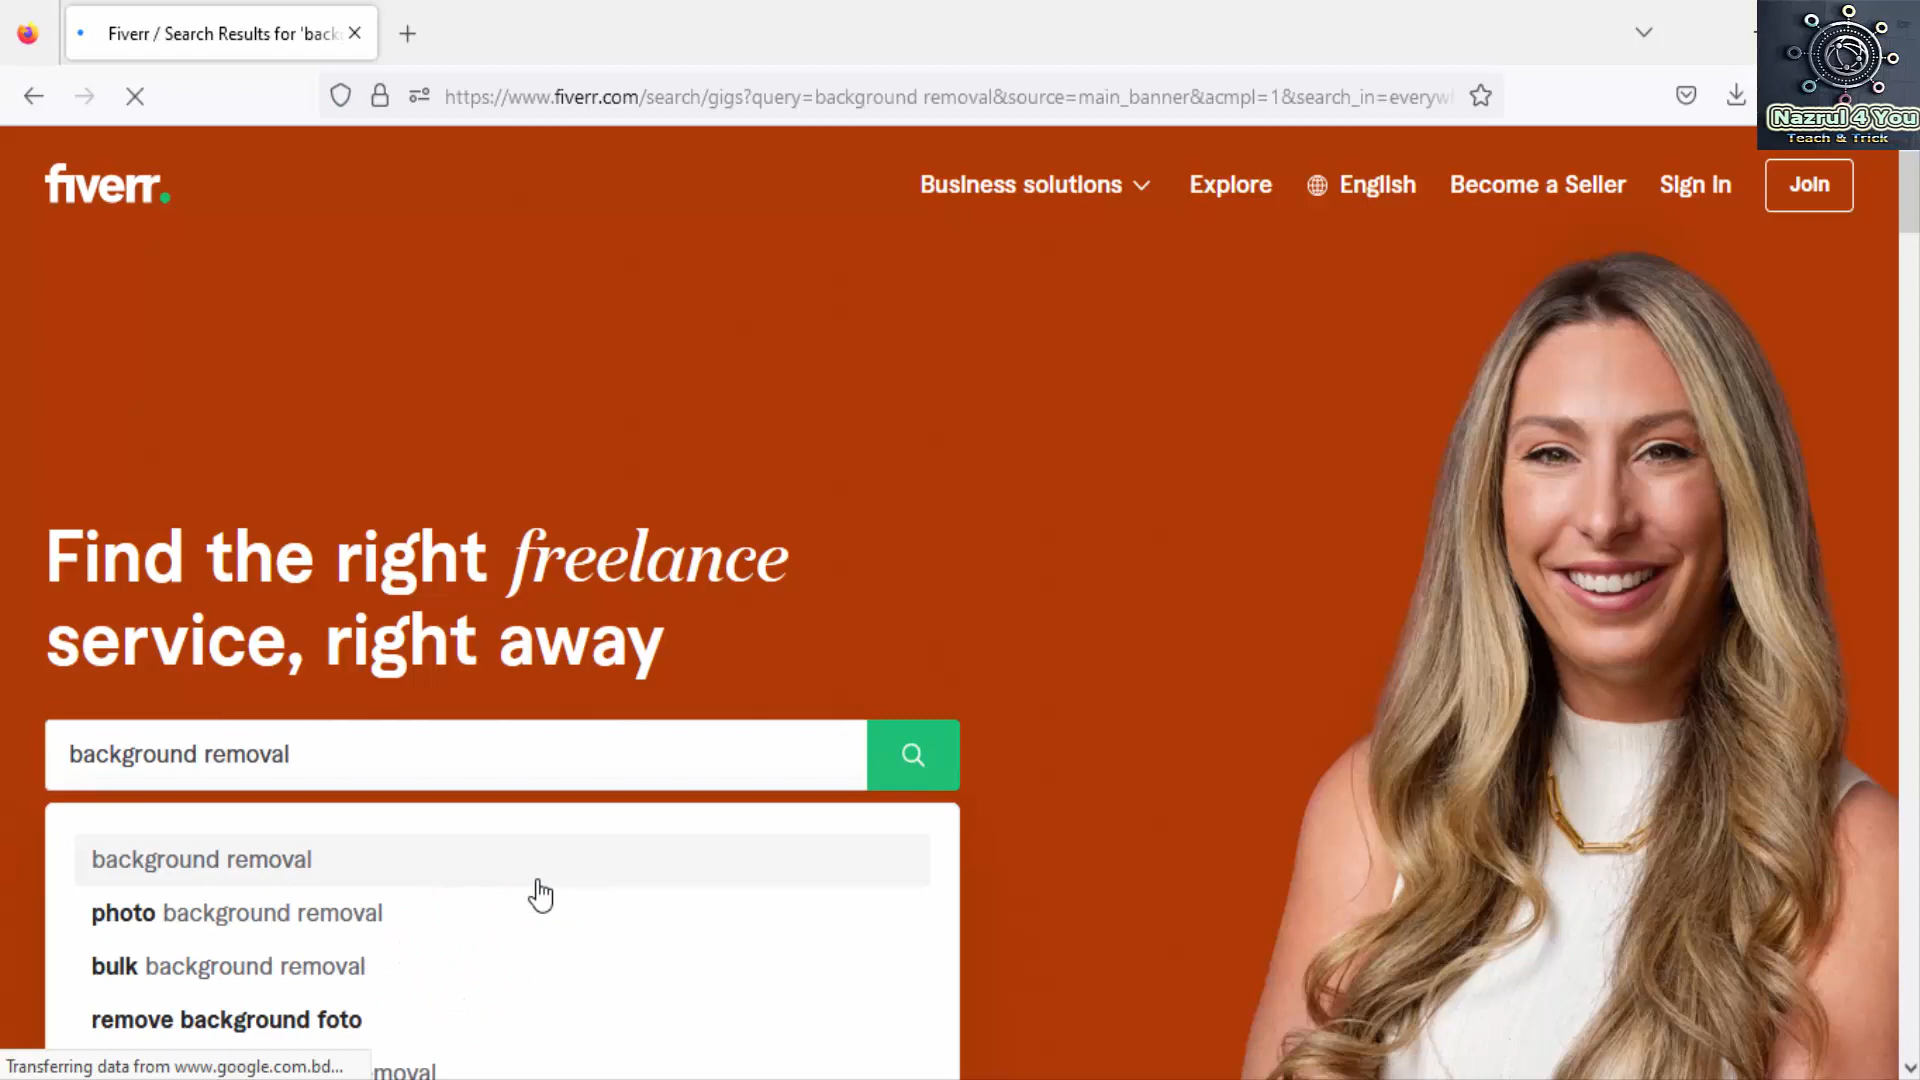 Fiverr / Search Results for 'back
https://www.fiverr.com/search/gigs?query=background removal&source=main_banner&acmpl=1&search_in=everyw
Nazrul 4 You
Teach & Trick
fiverr.
Business solutions
Explore
English
Become a Seller
Sign In
Join
Find the right freelance
service, right away
background removal
background removal
photo background removal
bulk background removal
remove background foto
moval
Transferring data from www.google.com.bd...